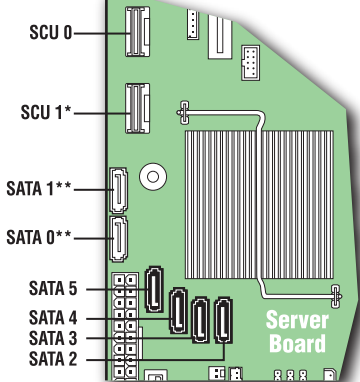 SCU 0
SCU 1*
SATA 1**
SATA 0**
SATA 5
SATA 4
SATA 3
SATA 2
Server
Board